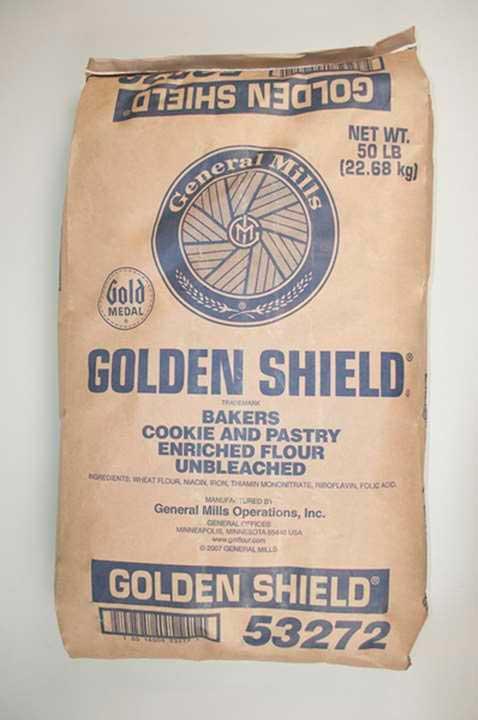 GOLDEN SHIELD®
NET WT.
50 LB
(22.68 kg)
General Mills
GM
®
Gold
MEDAL
®
GOLDEN SHIELD®
TRADEMARK
BAKERS
COOKIE AND PASTRY
ENRICHED FLOUR
UNBLEACHED
INGREDIENTS: WHEAT FLOUR, NIACIN, IRON, THIAMIN MONONITRATE, RIBOFLAVIN, FOLIC ACID.
MANUFACTURED BY
General Mills Operations, Inc.
GENERAL OFFICES
MINNEAPOLIS, MINNESOTA 55440 USA
www.gmflour.com
© 2007 GENERAL MILLS
GOLDEN SHIELD®
53272